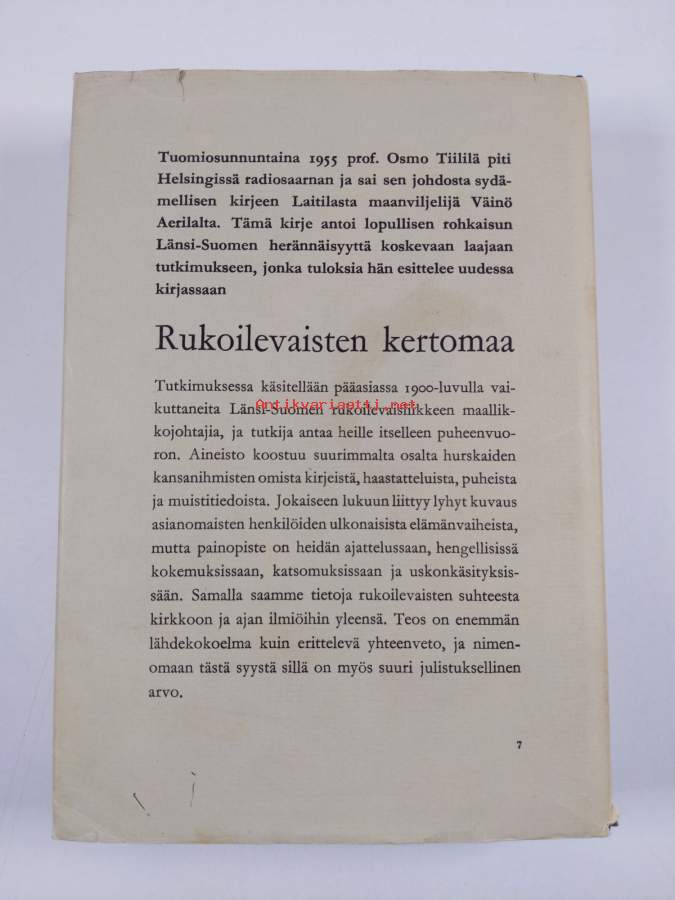 Tuomiosunnuntaina 1955 prof. Osmo Tiililä piti
Helsingissä radiosaarnan ja sai sen johdosta sydä-
mellisen kirjeen Laitilasta maanviljelijä Väinö
Aerilalta. Tämä kirje antoi lopullisen rohkaisun
Länsi-Suomen herännäisyyttä koskevaan laajaan
tutkimukseen, jonka tuloksia hän esittelee uudessa
kirjassaan
Rukoilevaisten kertomaa
Tutkimuksessa käsitellään pääasiassa 1900-luvulla vai-
kuttaneita Länsi-Suomen rukoilevaisliikkeen maallik-
Antikvariaatti.net
kojohtajia, ja tutkija antaa heille itselleen puheenvuo-
ron. Aineisto koostuu suurimmalta osalta hurskaiden
kansanihmisten omista kirjeistä, haastatteluista, puheista
ja muistitiedoista. Jokaiseen lukuun liittyy lyhyt kuvaus
asianomaisten henkilöiden ulkonaisista elämänvaiheista,
mutta painopiste on heidän ajattelussaan, hengellisissä
kokemuksissaan, katsomuksissaan ja uskonkäsityksis-
sään. Samalla saamme tietoja rukoilevaisten suhteesta
kirkkoon ja ajan ilmiöihin yleensä. Teos on enemmän
lähdekokoelma kuin erittelevä yhteenveto, ja nimen-
omaan tästä syystä sillä on myös suuri julistuksellinen
arvo.
7